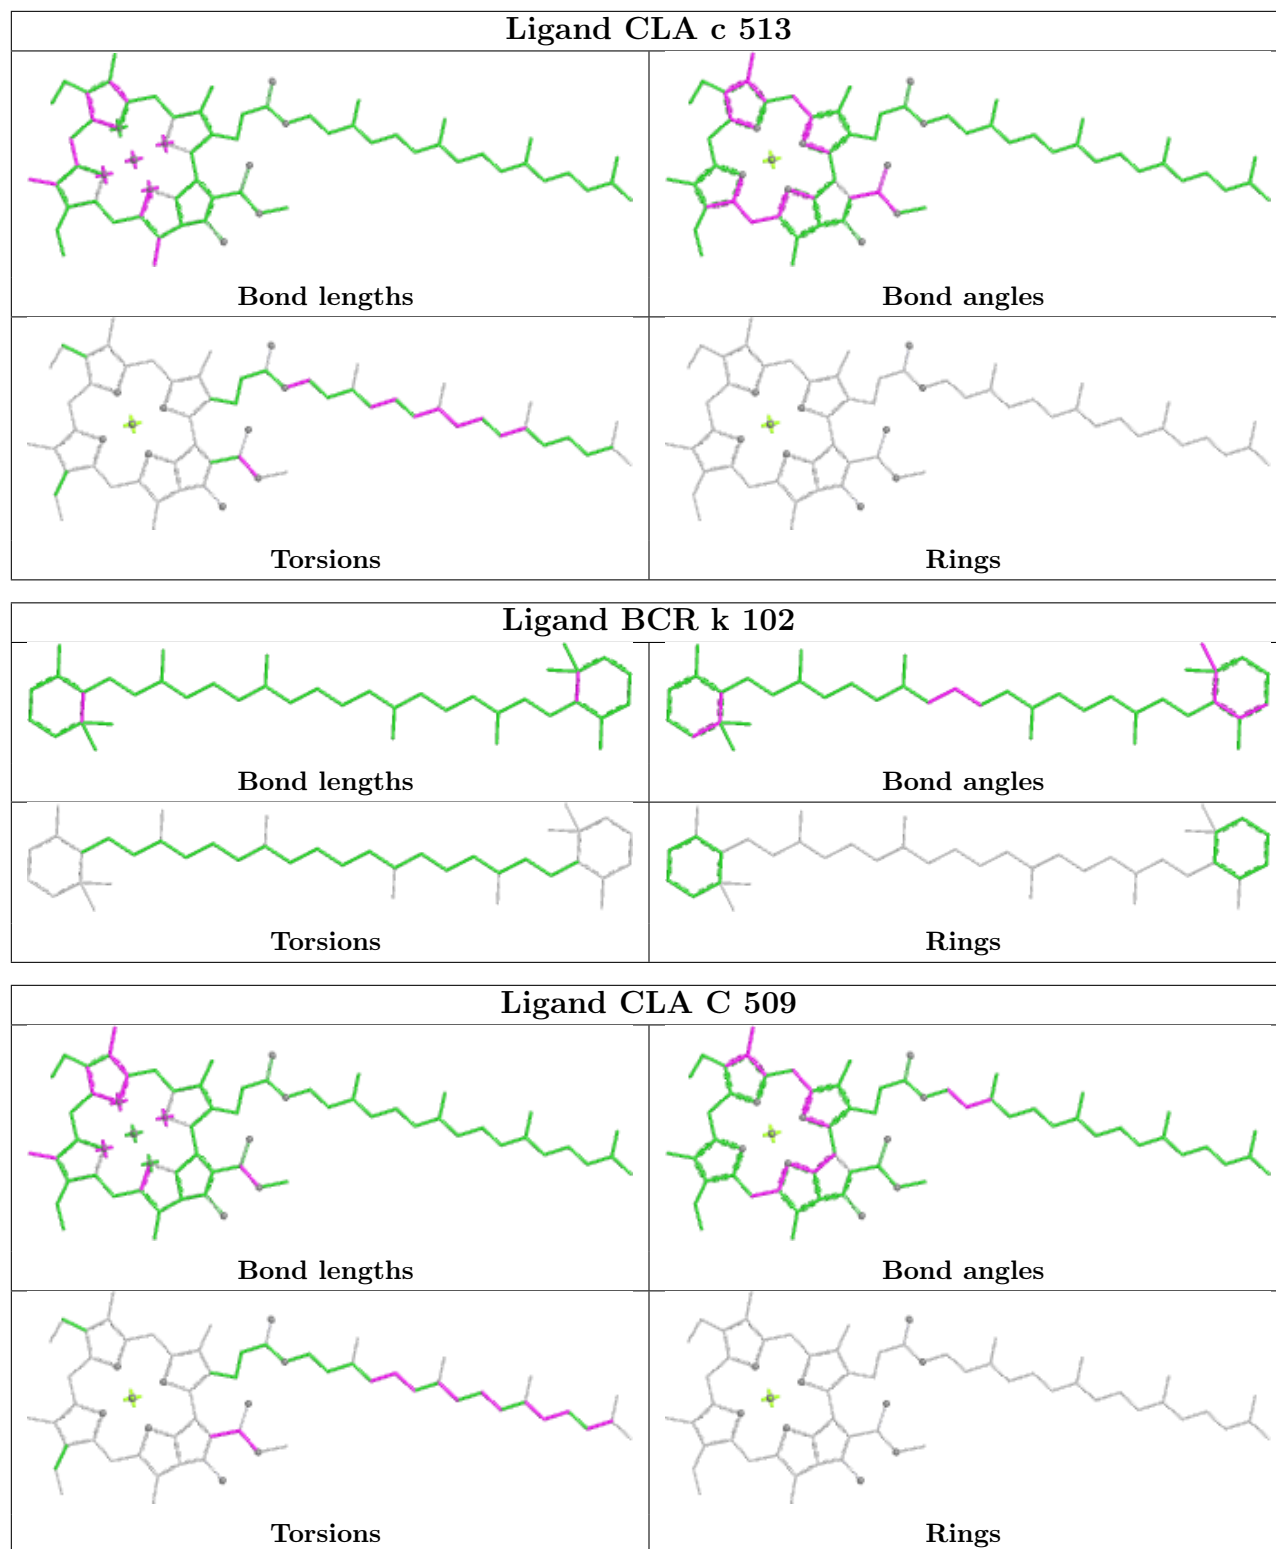 Ligand CLA c 513
Bond lengths
Bond angles
Torsions
Rings
Ligand BCR k 102
Bond lengths
Bond angles
Torsions
Rings
Ligand CLA C 509
Bond lengths
Bond angles
Torsions
Rings